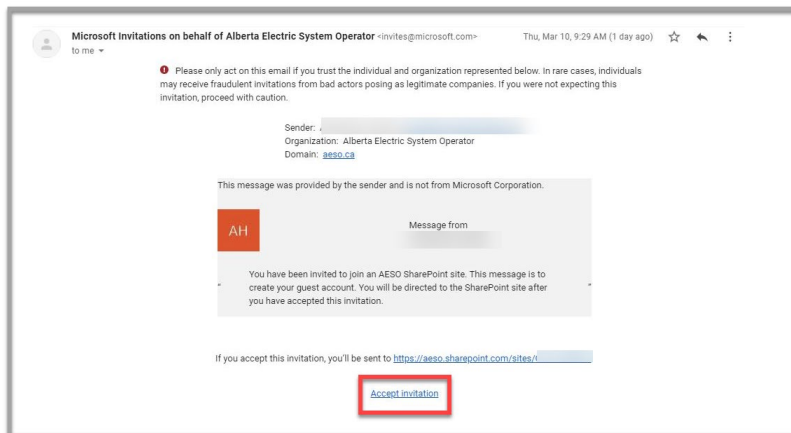 Microsoft Invitations on behalf of Alberta Electric System Operator <invites@microsoft.com> Thu, Mar 10, 9:29 AM (1 day ago)
to me
Please only act on this email if you trust the individual and organization represented below. In rare cases, individuals
may receive fraudulent invitations from bad actors posing as legitimate companies. If you were not expecting this
invitation, proceed with caution.
Sender:
Organization: Alberta Electric System Operator
Domain: aeso.ca
This message was provided by the sender and is not from Microsoft Corporation.
AH
Message from
You have been invited to join an AESO SharePoint site. This message is to
" create your guest account. You will be directed to the SharePoint site after "
you have accepted this invitation.
If you accept this invitation, you'll be sent to https://aeso.sharepoint.com/sites/
Accept invitation